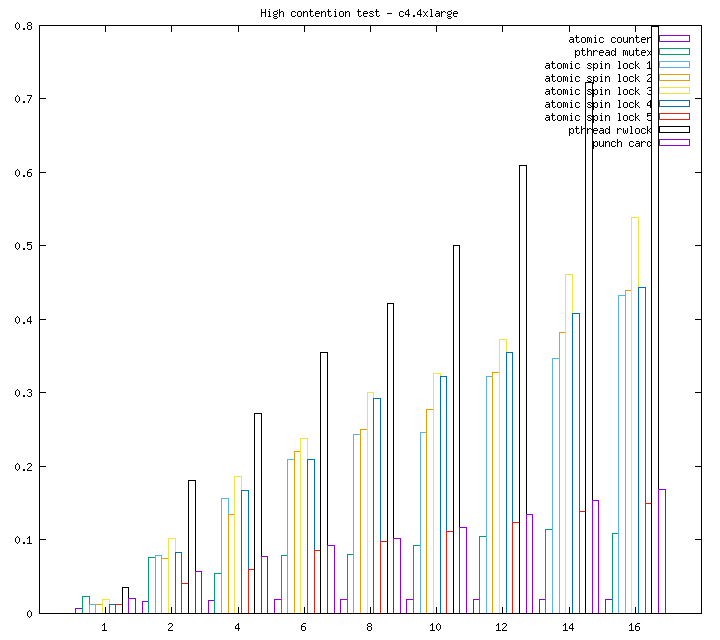 High contention test - c4.4xlarge
0.8
0.7
0.6
0.5
0.4
0.3
0.2
0.1
0
atomic counter
pthread mutex
atomic spin lock 1
atomic spin lock 2
atomic spin lock 3
atomic spin lock 4
atomic spin lock 5
pthread rwlock
punch card
1 2 4 6 8 10 12 14 16